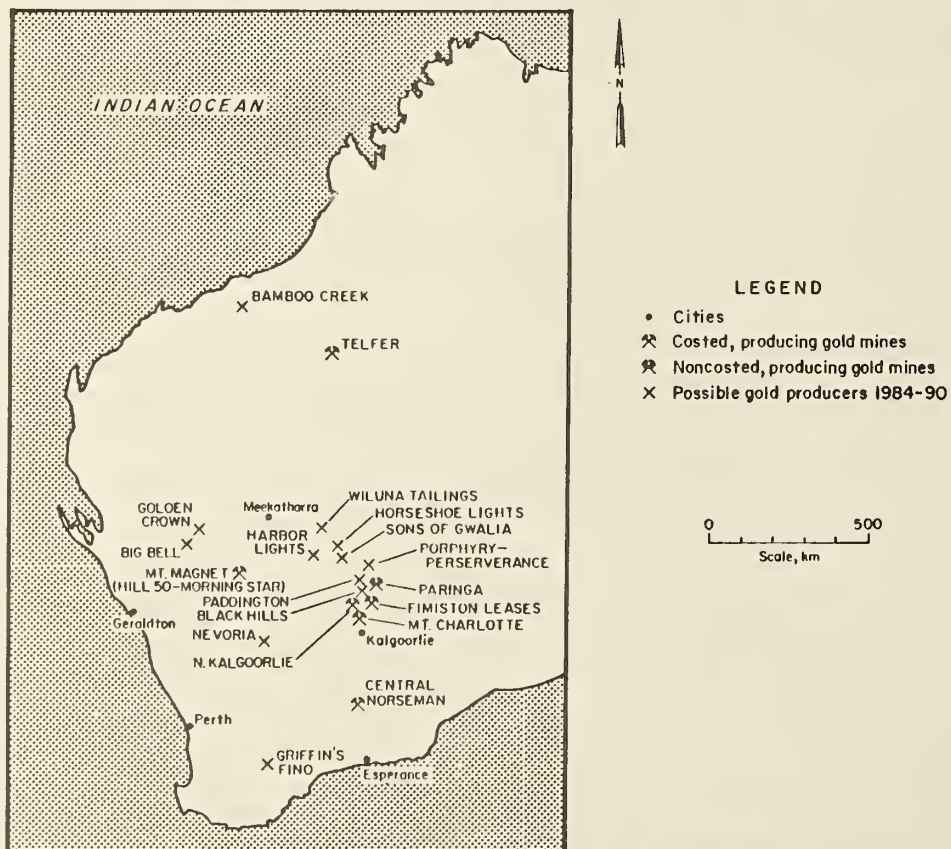 INDIAN OCEAN
N
BAMBOO CREEK
TELFER
LEGEND
Cities
Costed, producing gold mines
Noncosted, producing gold mines
Possible gold producers 1984-90
0 500
Scale, km
GOLOEN
CROWN
Meekatharra
WILUNA TAILINGS
HORSESHOE LIGHTS
SONS OF GWALIA
BIG BELL
HARBOR
LIGHTS
PORPHYRY-
PERSERVERANCE
MT. MAGNET
(HILL 50-MORNING STAR)
PADDINGTON
PARINGA
BLACK HILLS
FIMISTON LEASES
Geraldton
MT. CHARLOTTE
NEVORIA
Kalgoorlie
N. KALGOORLIE
CENTRAL
NORSEMAN
Perth
GRIFFIN'S
FINO
Esperance